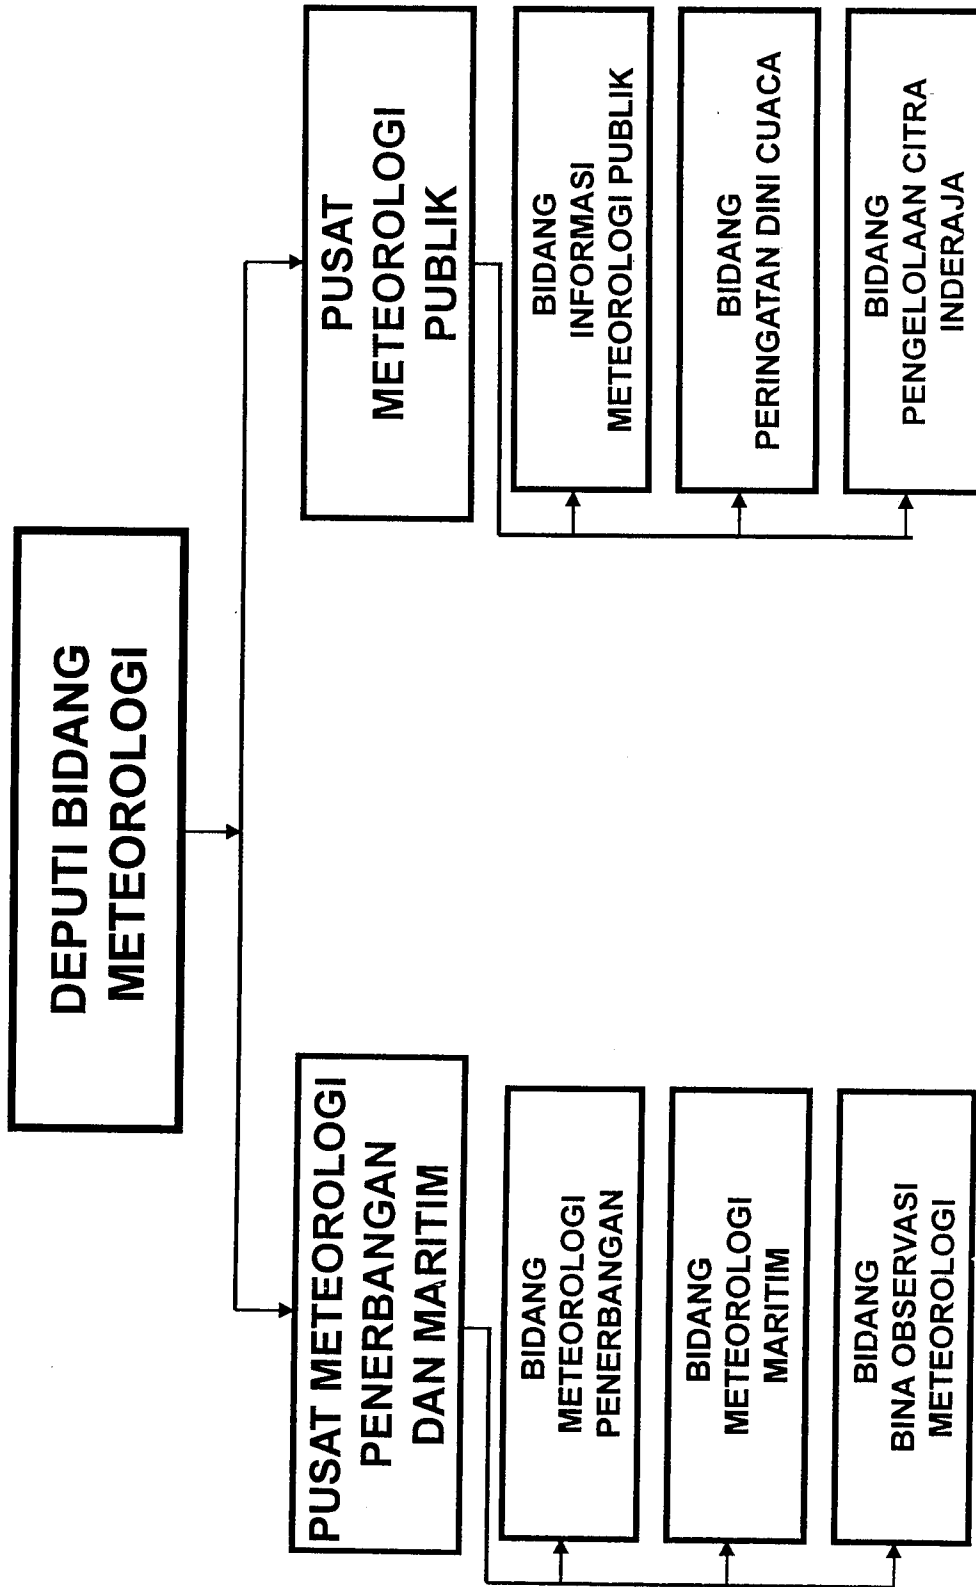 DEPUTI BIDANG
METEOROLOGI
PUSAT METEOROLOGI
PENERBANGAN
DAN MARITIM
BIDANG
METEOROLOGI
PENERBANGAN
BIDANG
METEOROLOGI
MARITIM
BIDANG
BINA OBSERVASI
METEOROLOGI
PUSAT
METEOROLOGI
PUBLIK
BIDANG
INFORMASI
METEOROLOGI PUBLIK
BIDANG
PERINGATAN DINI CUACA
BIDANG
PENGELOLAAN CITRA
INDERAJA